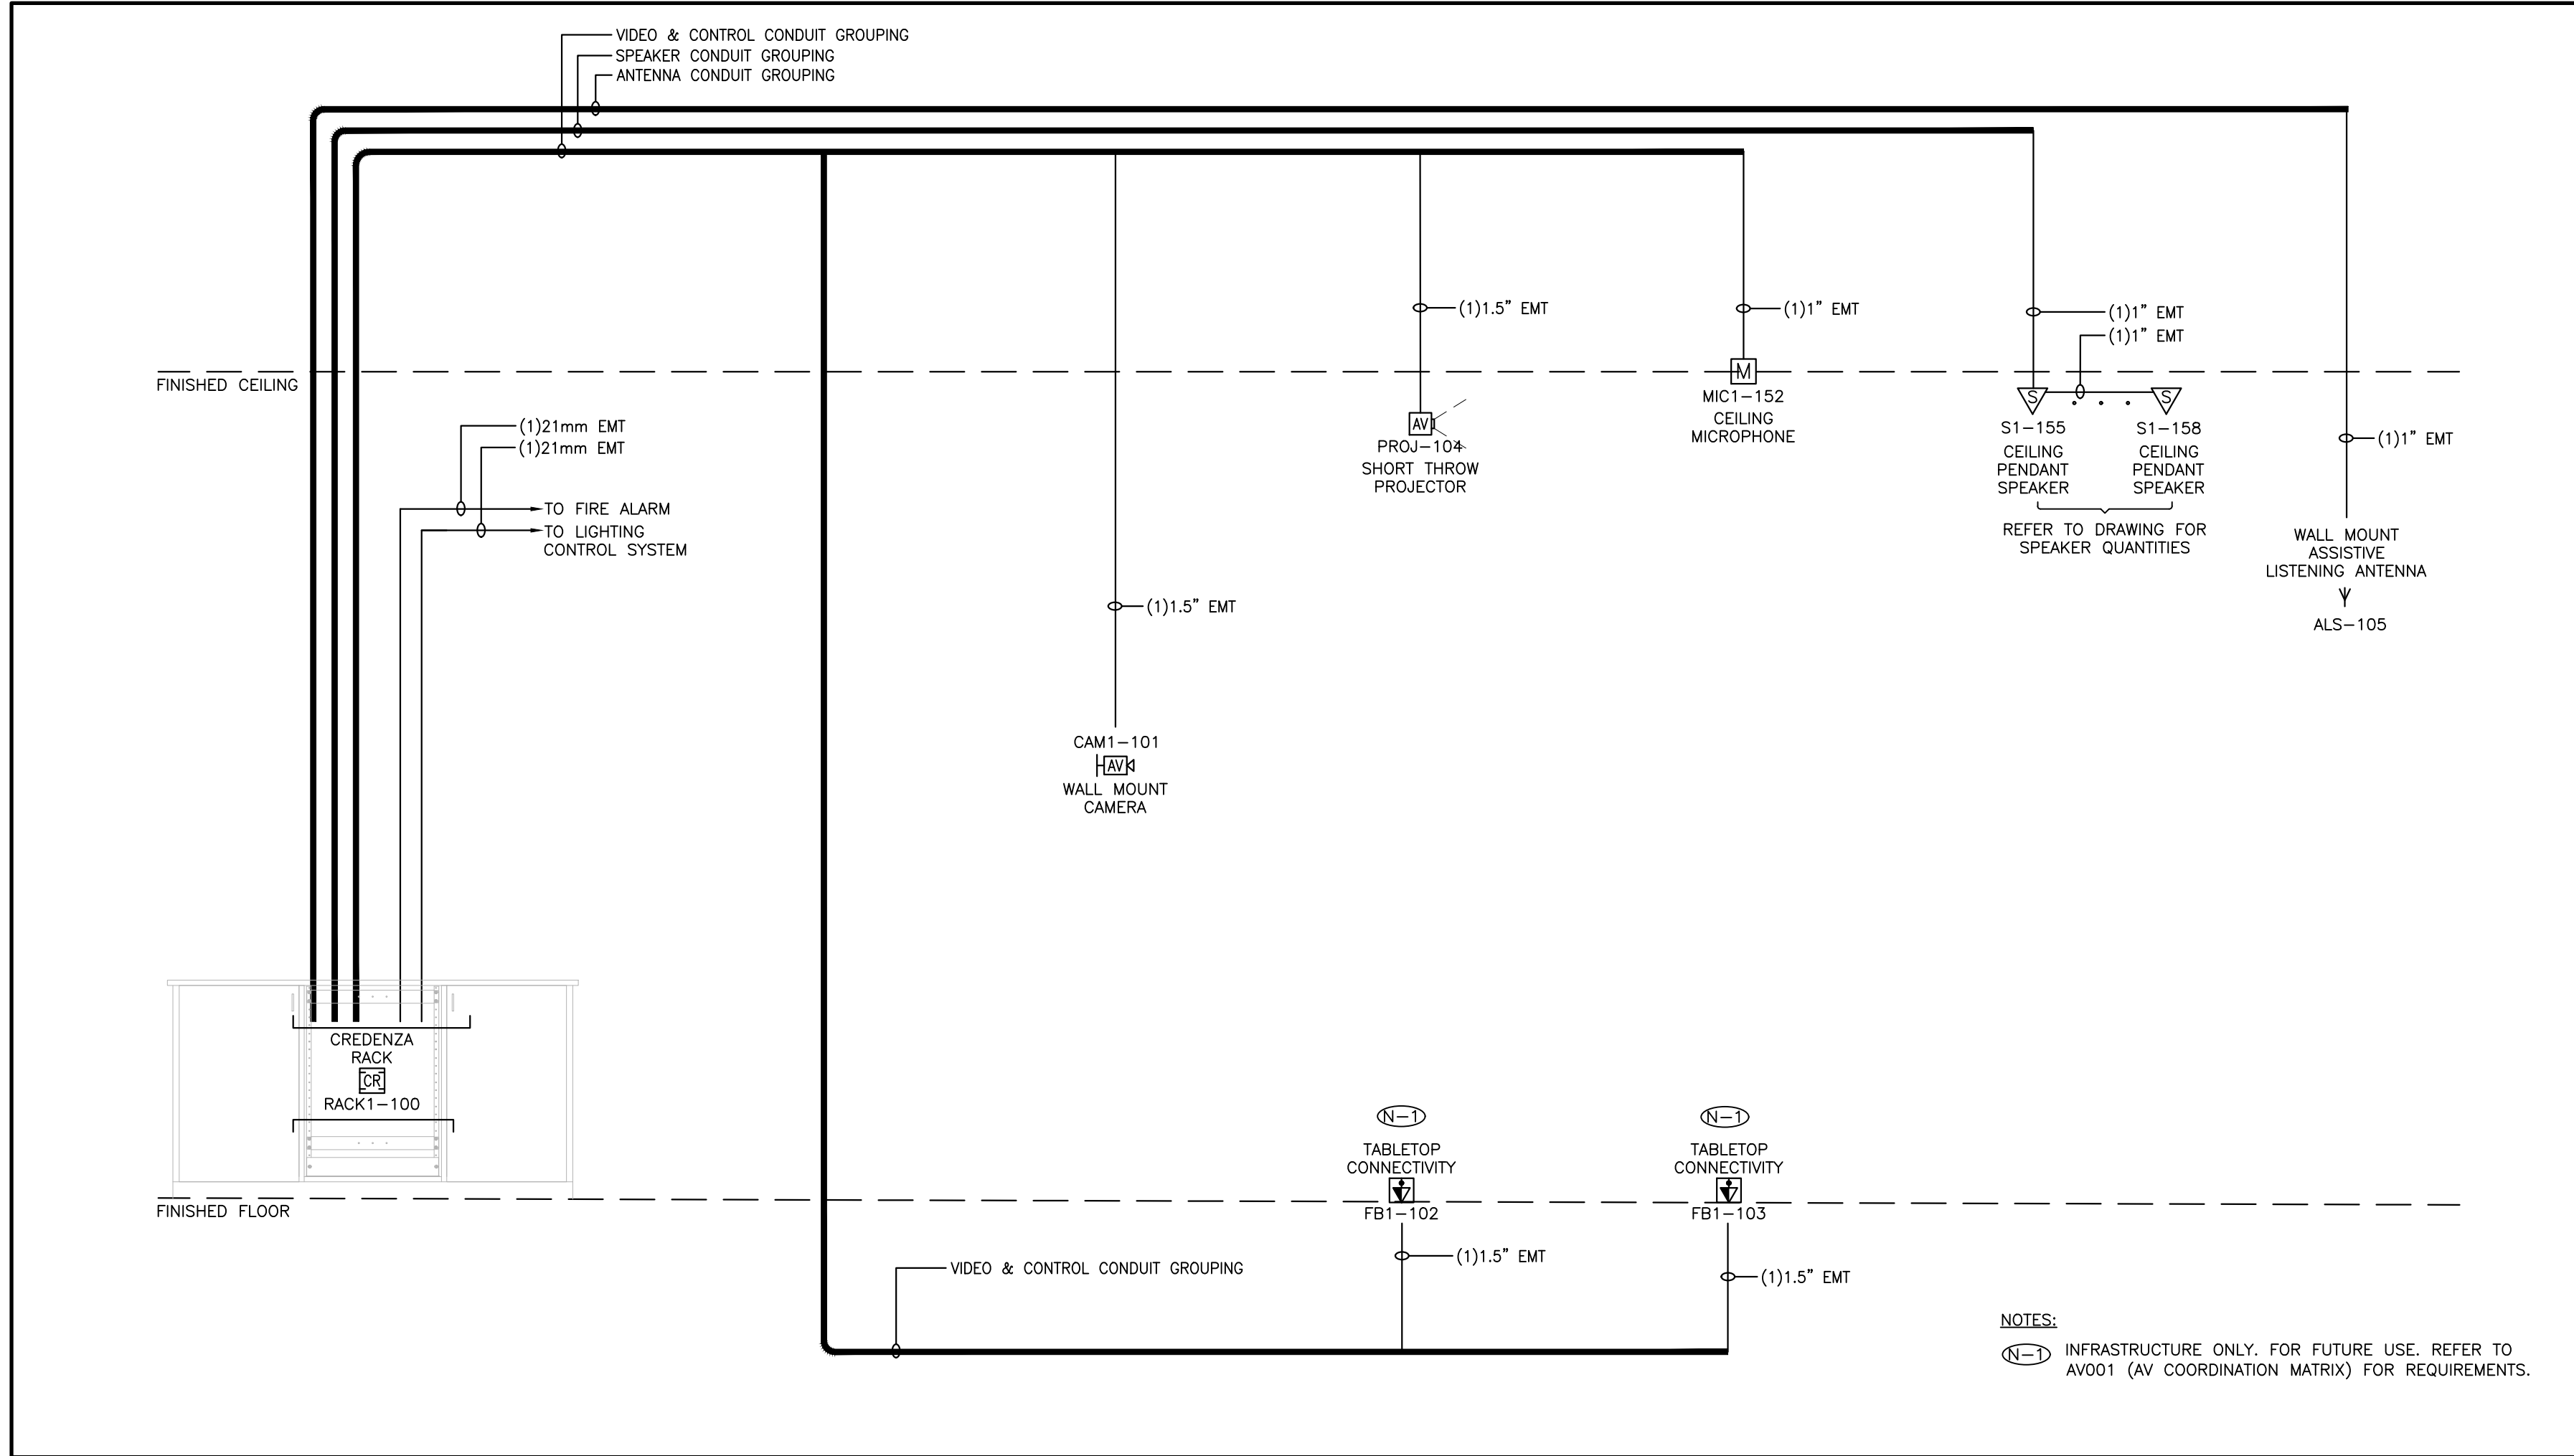 VIDEO & CONTROL CONDUIT GROUPING
SPEAKER CONDUIT GROUPING
ANTENNA CONDUIT GROUPING
(1)1.5" EMT
(1)1" EMT
(1)1" EMT
(1)1" EMT
FINISHED CEILING
M
MIC1-152
CEILING
MICROPHONE
AV
PROJ-104
SHORT THROW
PROJECTOR
S
S1-155
CEILING
PENDANT
SPEAKER
S
S1-158
CEILING
PENDANT
SPEAKER
REFER TO DRAWING FOR
SPEAKER QUANTITIES
(1)1" EMT
WALL MOUNT
ASSISTIVE
LISTENING ANTENNA
ALS-105
(1)21mm EMT
(1)21mm EMT
TO FIRE ALARM
TO LIGHTING
CONTROL SYSTEM
(1)1.5" EMT
CAM1-101
AV
WALL MOUNT
CAMERA
CREDENZA
RACK
CR
RACK1-100
N-1
TABLETOP
CONNECTIVITY
FB1-102
N-1
TABLETOP
CONNECTIVITY
FB1-103
FINISHED FLOOR
(1)1.5" EMT
(1)1.5" EMT
VIDEO & CONTROL CONDUIT GROUPING
NOTES:
N-1 INFRASTRUCTURE ONLY. FOR FUTURE USE. REFER TO
AV001 (AV COORDINATION MATRIX) FOR REQUIREMENTS.